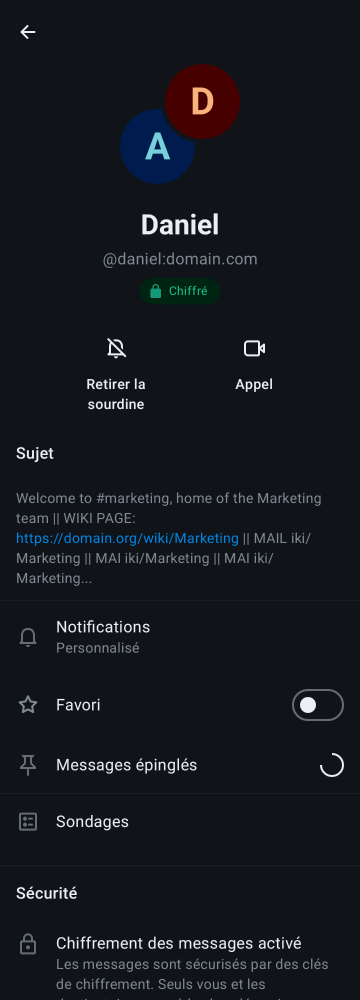 D
A
Daniel
@daniel:domain.com
Chiffré
Retirer la
sourdine
Appel
Sujet
Welcome to #marketing, home of the Marketing
team || WIKI PAGE:
https://domain.org/wiki/Marketing || MAIL iki/
Marketing || MAI iki/Marketing || MAI iki/
Marketing...
Notifications
Personnalisé
Favori
Messages épinglés
Sondages
Sécurité
Chiffrement des messages activé
Les messages sont sécurisés par des clés
de chiffrement. Seuls vous et les